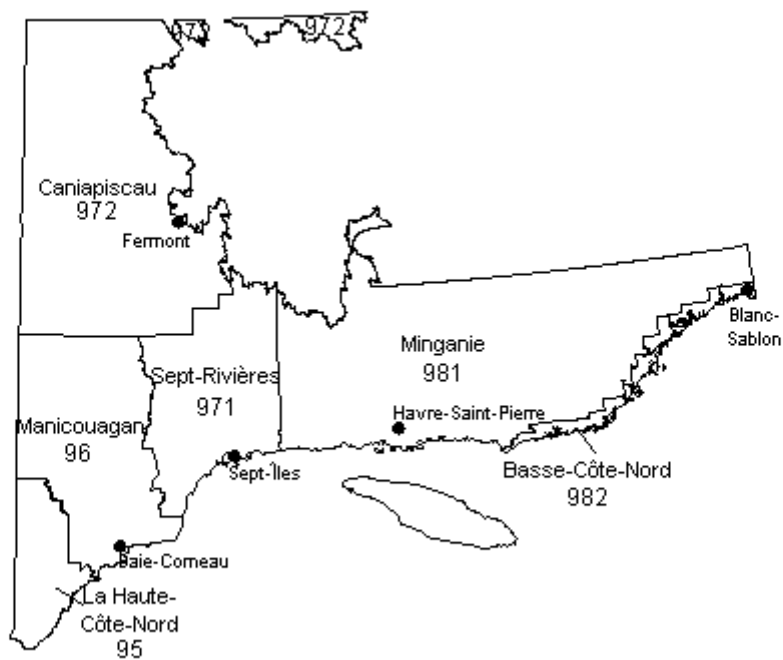 972
972
Caniapiscau
972
Fermont
Blanc-
Sablon
Minganie
981
Sept-Rivières
971
Havre-Saint-Pierre
Manicouagan
96
Sept-Îles
Basse-Côte-Nord
982
Baie-Comeau
La Haute-
Côte-Nord
95